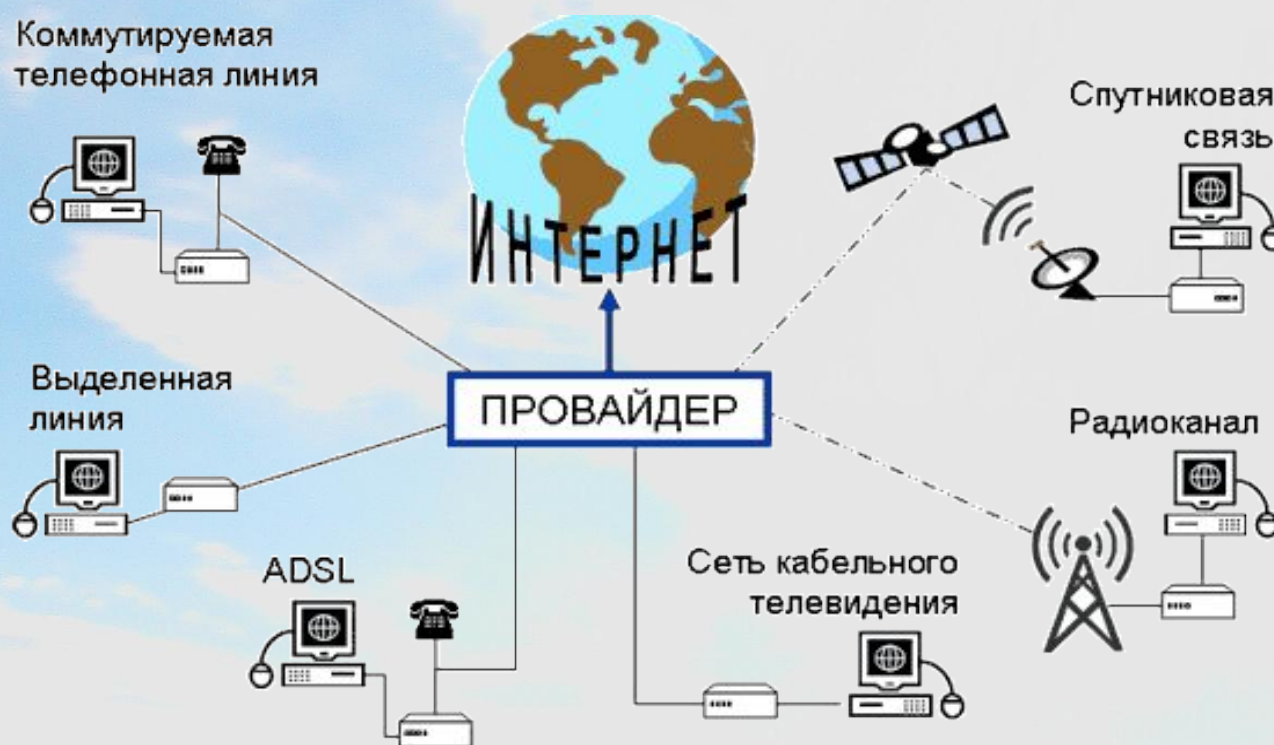 Коммутируемая
телефонная линия
ИНТЕРНЕТ
Спутниковая
связь
Выделенная
линия
ПРОВАЙДЕР
Радиоканал
ADSL
Сеть кабельного
телевидения